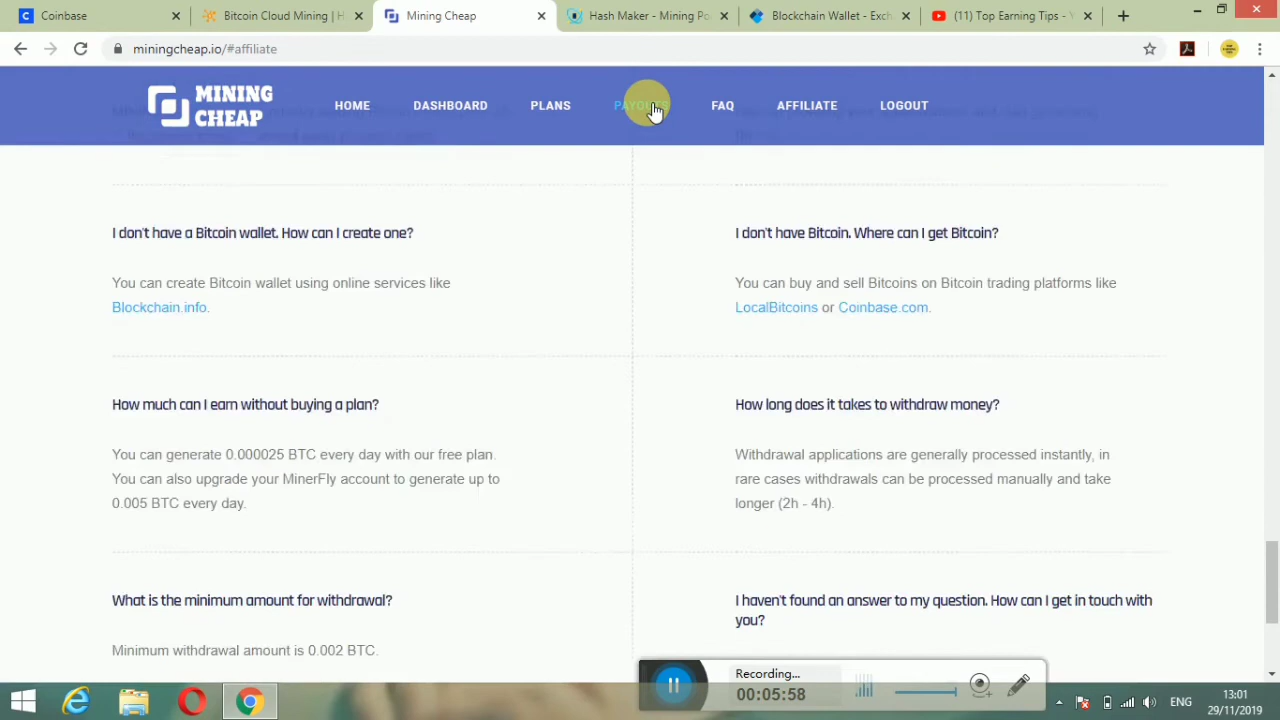 Coinbase
Bitcoin Cloud Mining | H
Mining Cheap
Hash Maker - Mining Po
Blockchain Wallet - Exch
(11) Top Earning Tips - Y
miningcheap.io/#affiliate
MINING
CHEAP
HOME
DASHBOARD
PLANS
PAYOUTS
FAQ
AFFILIATE
LOGOUT
I don't have a Bitcoin wallet. How can I create one?
You can create Bitcoin wallet using online services like
Blockchain.info.
I don't have Bitcoin. Where can I get Bitcoin?
You can buy and sell Bitcoins on Bitcoin trading platforms like
LocalBitcoins or Coinbase.com.
How much can I earn without buying a plan?
You can generate 0.000025 BTC every day with our free plan.
You can also upgrade your MinerFly account to generate up to
0.005 BTC every day.
How long does it takes to withdraw money?
Withdrawal applications are generally processed instantly, in
rare cases withdrawals can be processed manually and take
longer (2h - 4h).
What is the minimum amount for withdrawal?
Minimum withdrawal amount is 0.002 BTC.
I haven't found an answer to my question. How can I get in touch with
you?
Recording...
00:05:58
ENG
13:01
29/11/2019